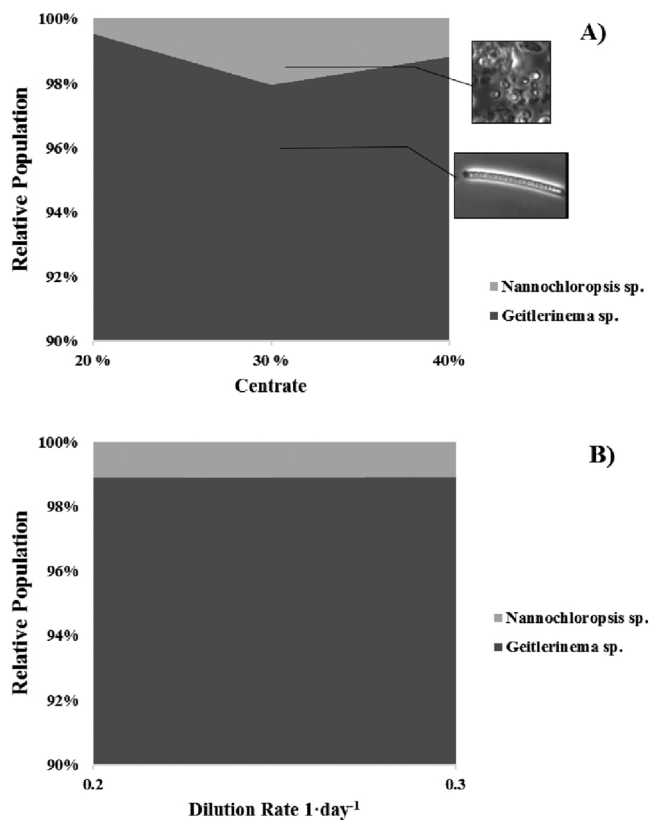 A)
100%
98%
96%
94%
92%
90%
Relative Population
20 %
30 %
40%
Centrate
Nannochloropsis sp.
Geitlerinema sp.
B)
100%
98%
96%
94%
92%
90%
Relative Population
0.2
0.3
Dilution Rate 1·day⁻¹
Nannochloropsis sp.
Geitlerinema sp.